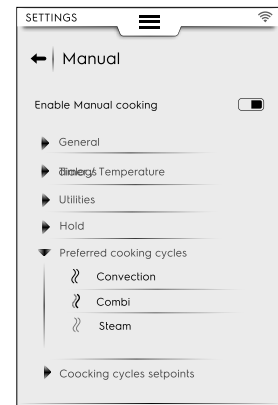 SETTINGS
Manual
Enable Manual cooking
General
Temperature
Utilities
Hold
Preferred cooking cycles
Convection
Combi
Steam
Coocking cycles setpoints